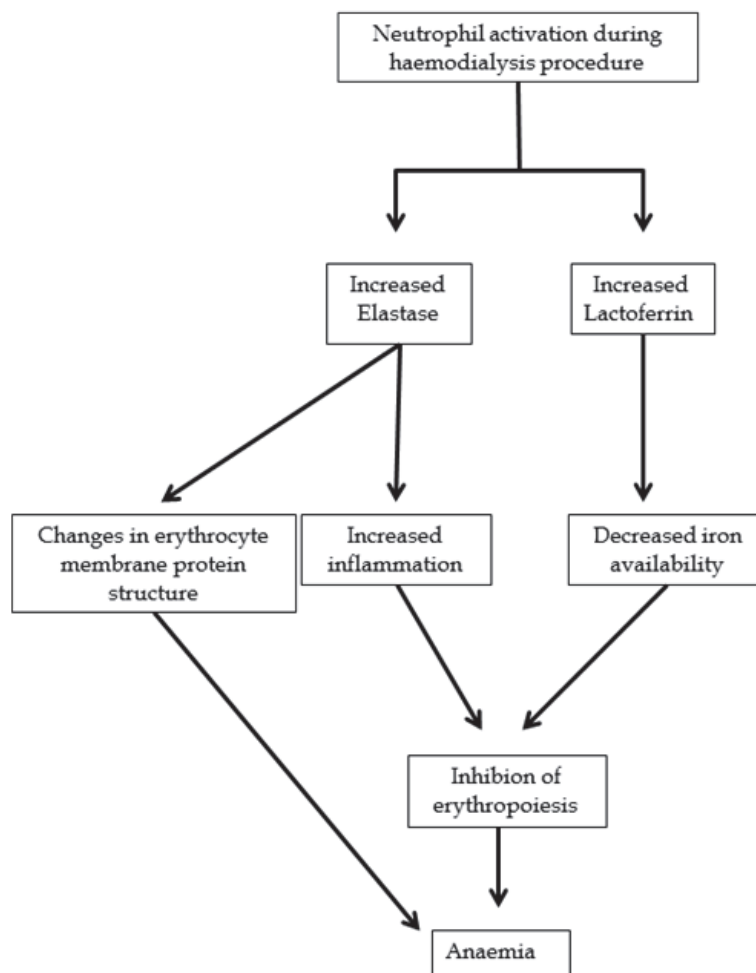 Neutrophil activation during
haemodialysis procedure
Increased
Elastase
Increased
Lactoferrin
Changes in erythrocyte
membrane protein
structure
Increased
inflammation
Decreased iron
availability
Inhibion of
erythropoiesis
Anaemia